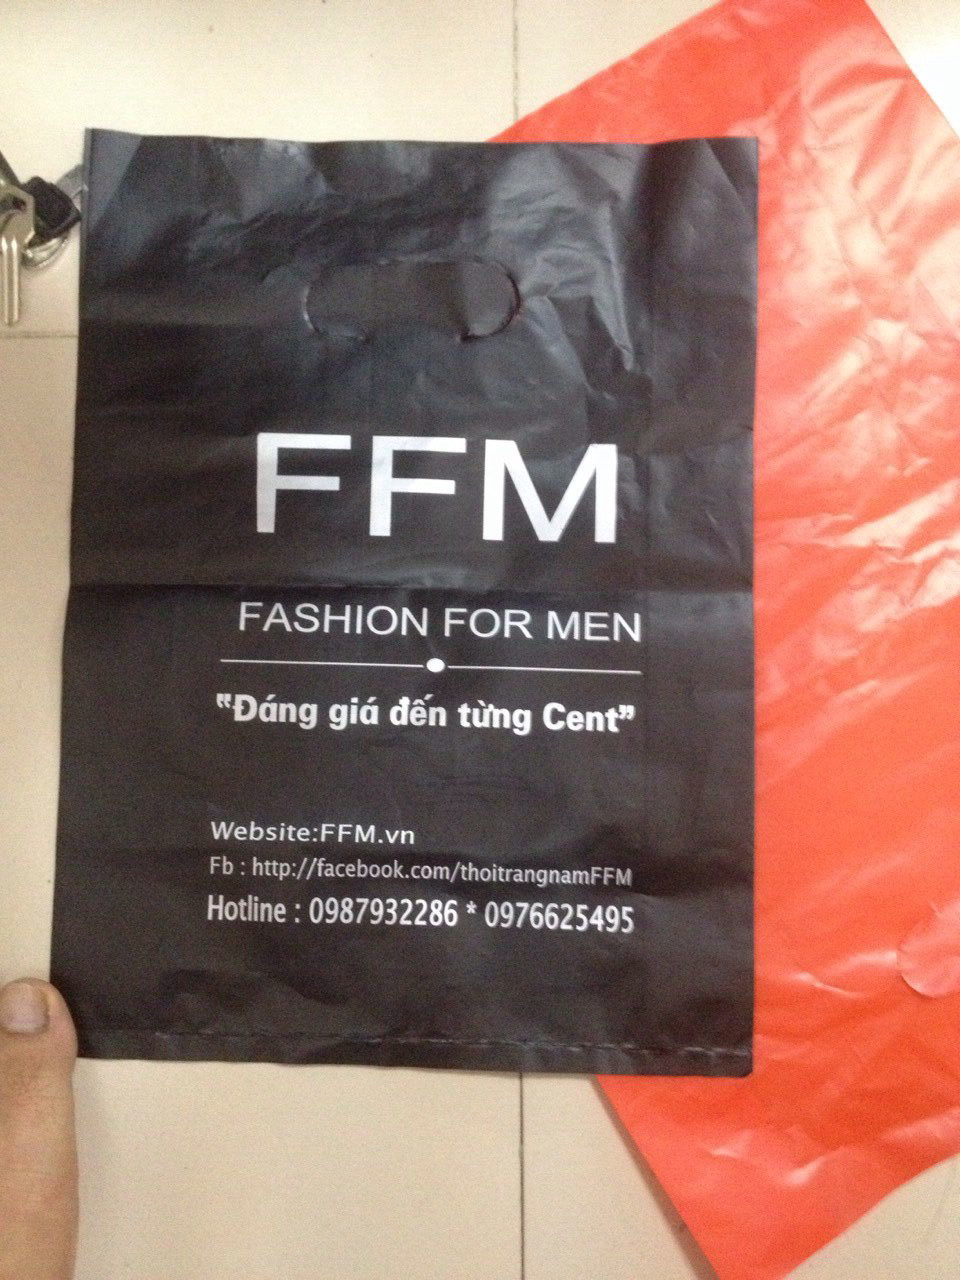 FFM
FASHION FOR MEN
"Đáng giá đến từng Cent"
Website:FFM.vn
Fb : http://facebook.com/thoitrangnamFFM
Hotline : 0987932286 * 0976625495